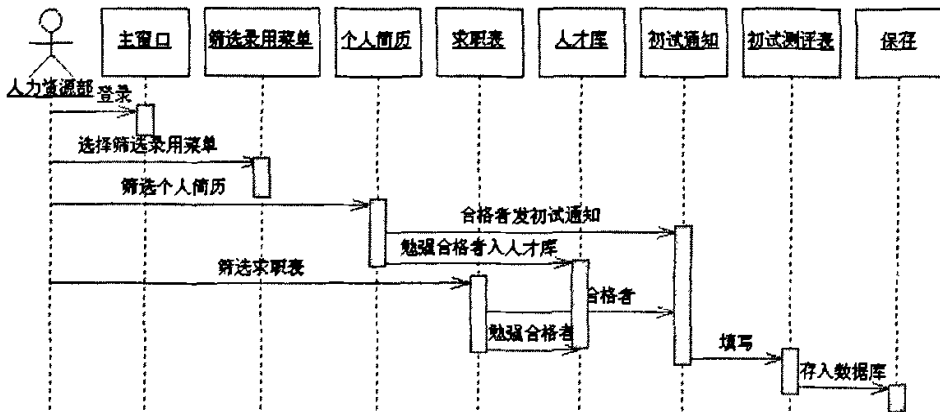 主窗口
筛选录用菜单
个人简历
求职表
人才库
初试通知
初试测评表
保存
人力资源部
登录
选择筛选录用菜单
筛选个人简历
合格者发初试通知
勉强合格者入人才库
筛选求职表
合格者
勉强合格者
填写
存入数据库